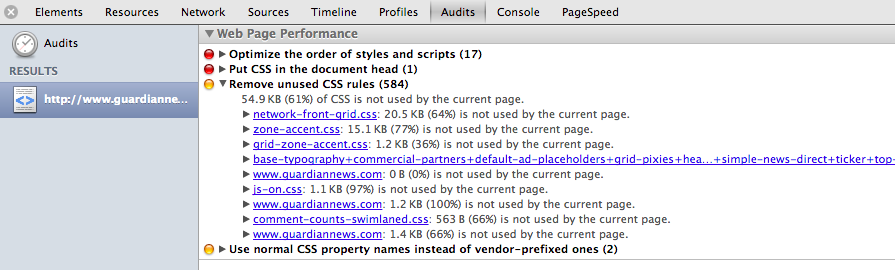 Elements Resources Network Sources Timeline Profiles Audits Console PageSpeed
Audits
RESULTS
http://www.guardianne...
Web Page Performance
Optimize the order of styles and scripts (17)
Put CSS in the document head (1)
Remove unused CSS rules (584)
54.9 KB (61%) of CSS is not used by the current page.
network-front-grid.css: 20.5 KB (64%) is not used by the current page.
zone-accent.css: 15.1 KB (77%) is not used by the current page.
grid-zone-accent.css: 1.2 KB (36%) is not used by the current page.
base-typography+commercial-partners+default-ad-placeholders+grid-pixies+hea...+simple-news-direct+ticker+top-
www.guardiannews.com: 0 B (0%) is not used by the current page.
js-on.css: 1.1 KB (97%) is not used by the current page.
www.guardiannews.com: 1.2 KB (100%) is not used by the current page.
comment-counts-swimlaned.css: 563 B (66%) is not used by the current page.
www.guardiannews.com: 1.4 KB (66%) is not used by the current page.
Use normal CSS property names instead of vendor-prefixed ones (2)